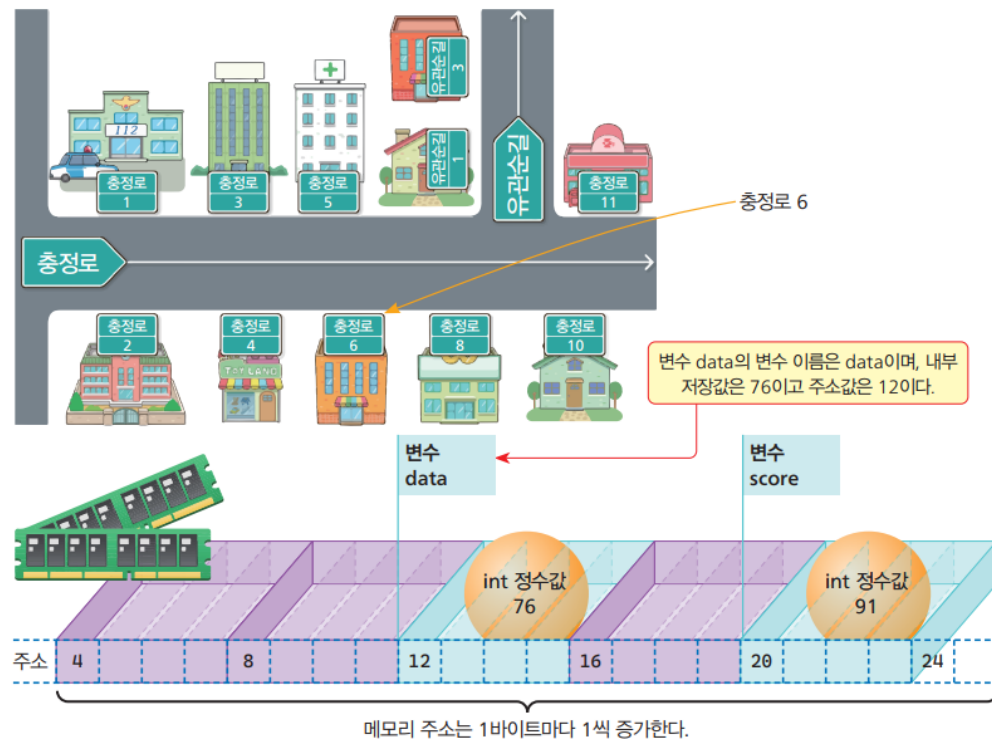 유관순길
3
112
유관순길
1
충정로
1
충정로
3
충정로
5
유관순길
충정로
11
충정로 6
충정로
충정로
2
충정로
4
충정로
6
충정로
8
충정로
10
TOYLAND
변수 data의 변수 이름은 data이며, 내부
저장값은 76이고 주소값은 12이다.
변수
data
변수
score
int 정수값
76
int 정수값
91
주소 4 8 12 16 20 24
메모리 주소는 1바이트마다 1씩 증가한다.